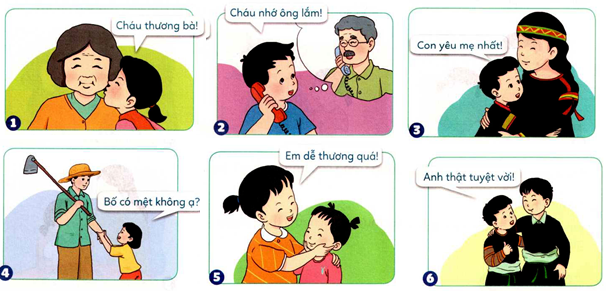 Cháu thương bà!
1
Cháu nhớ ông lắm!
2
Con yêu mẹ nhất!
3
Bố có mệt không ạ?
4
Em dễ thương quá!
5
Anh thật tuyệt vời!
6